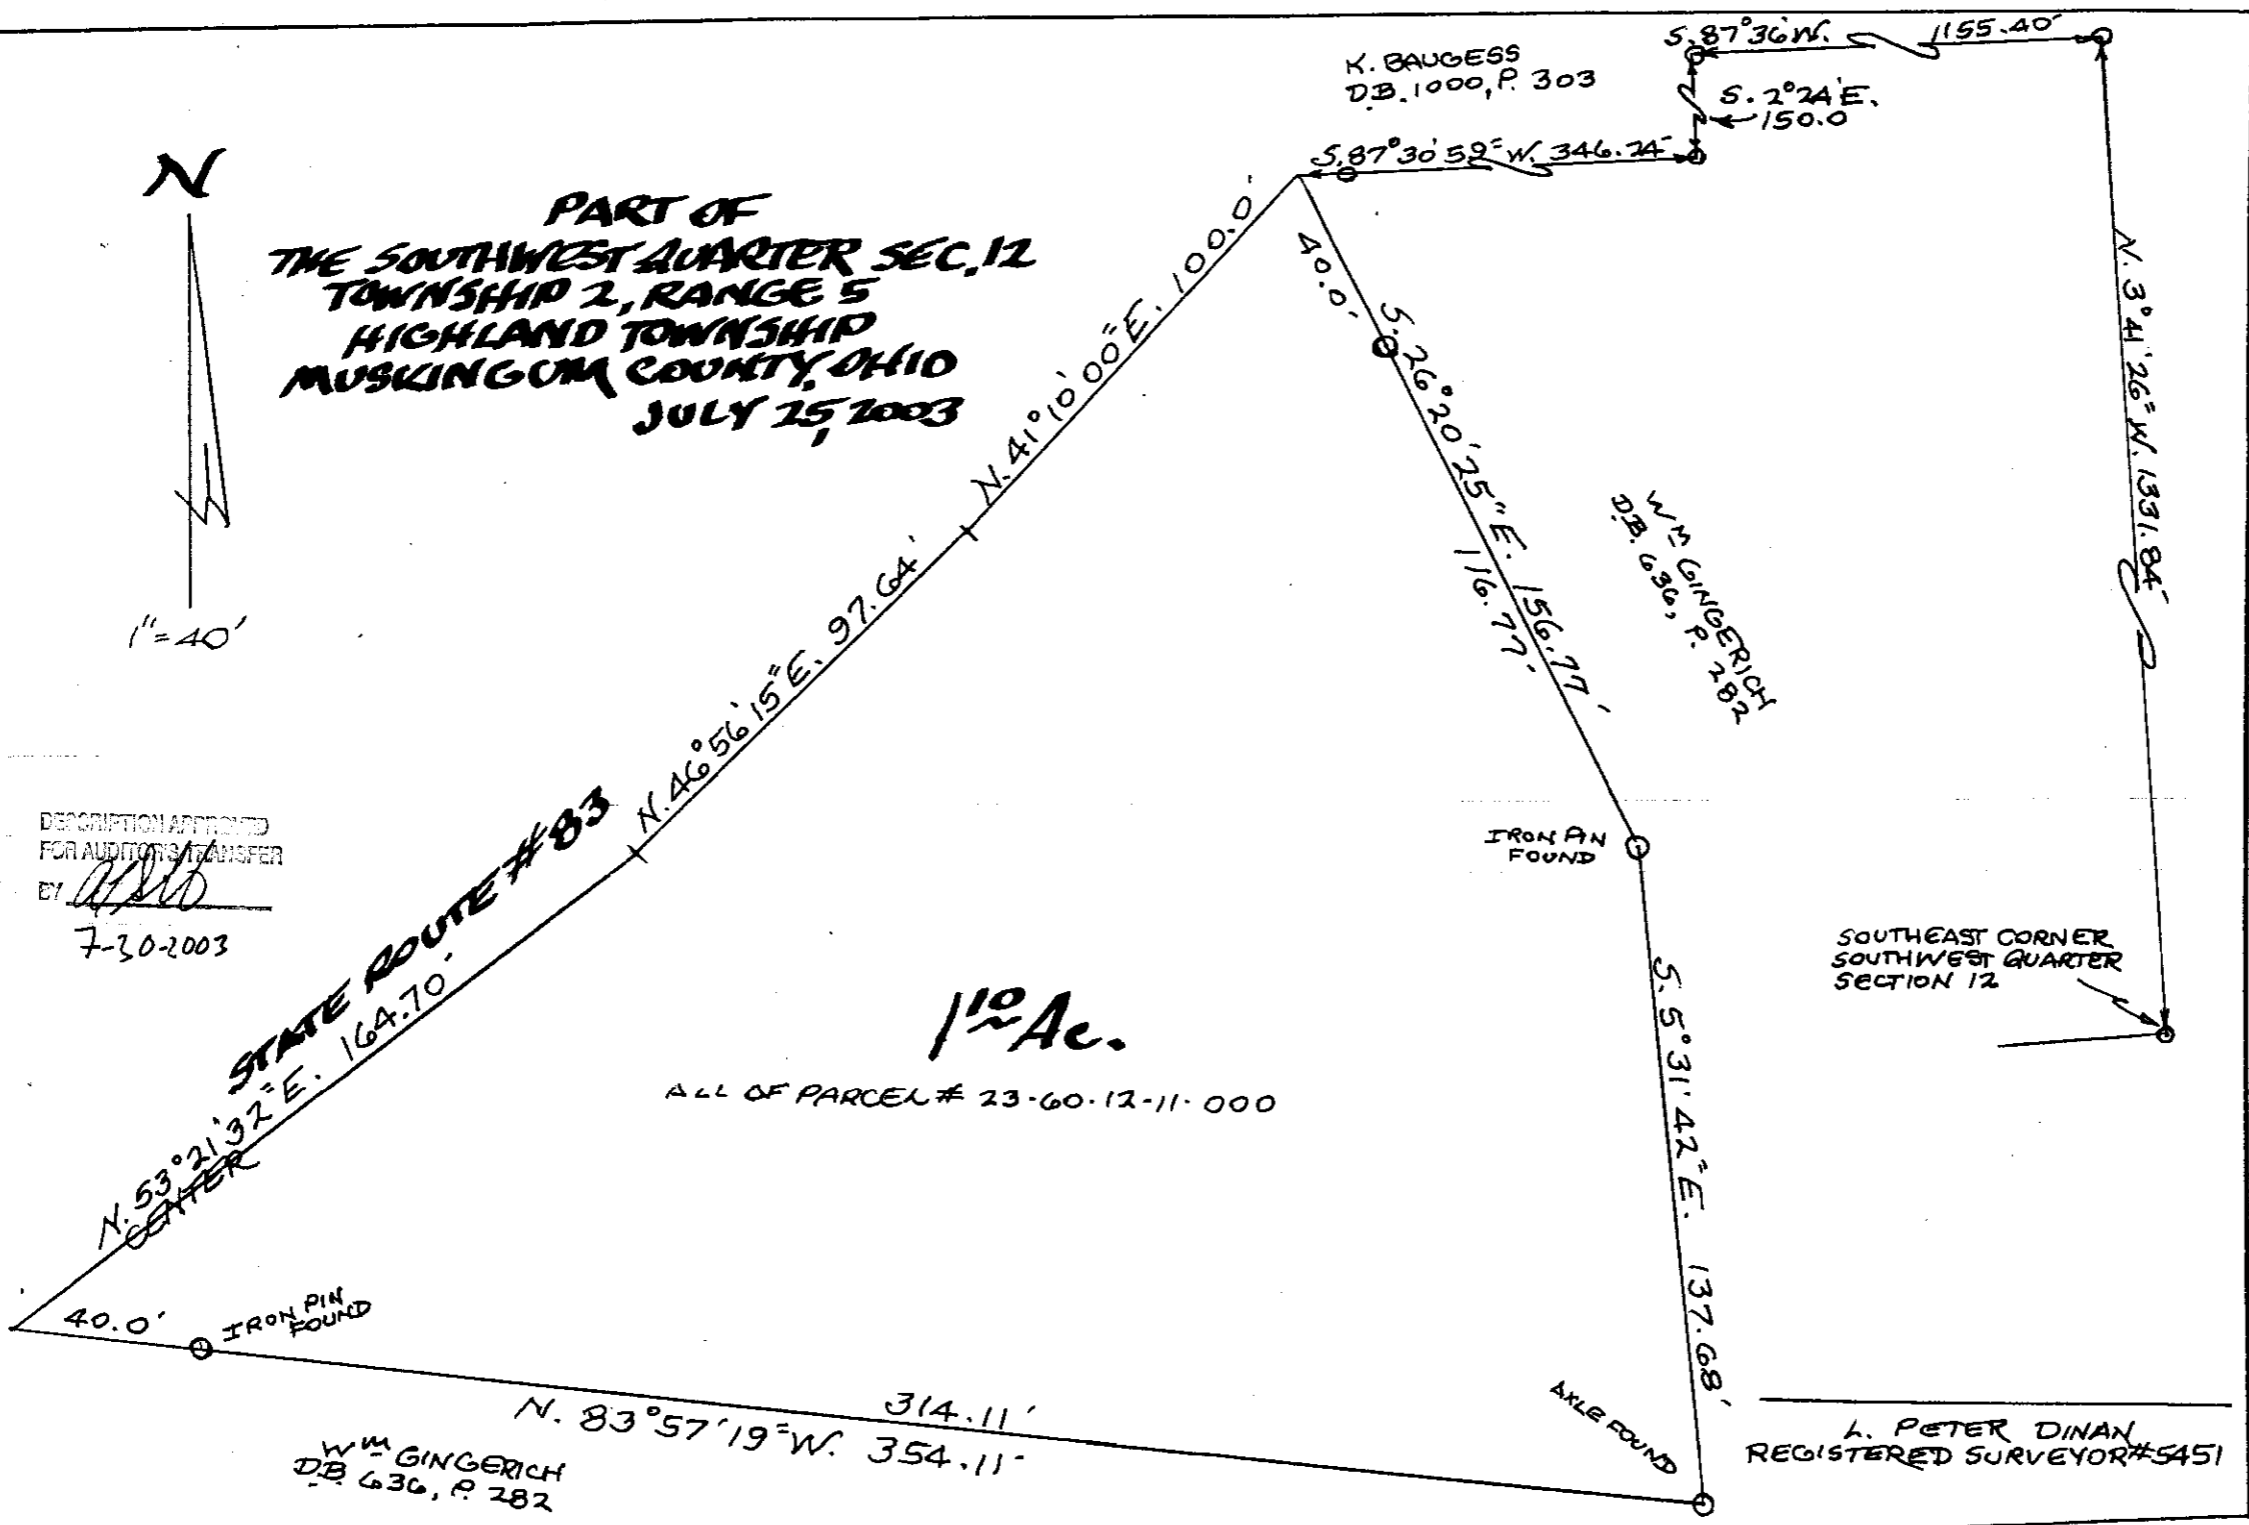 S. 87°36'W. 1155.40'
K. BAUGESS
D.B. 1000, P. 303
S. 2°24'E.
150.0
S. 87°30'59"W. 346.24'
N
PART OF
THE SOUTHWEST QUARTER SEC. 12
TOWNSHIP 2, RANGE 5
HIGHLAND TOWNSHIP
MUSKINGUM COUNTY, OHIO
JULY 25, 2003
1"=40'
N. 41°10'00"E. 100.0'
40.0'
S. 26°20'25"E. 156.77'
116.77'
N. 3°41'26"W. 1331.84'
Wm GINGERICH
D.B. 636, P. 282
N. 46°56'15"E. 97.64'
DESCRIPTION APPROVED
FOR AUDITOR'S TRANSFER
BY
7-30-2003
STATE ROUTE #83
N. 53°21'32"E. 164.70'
CENTER
IRON PIN
FOUND
SOUTHEAST CORNER
SOUTHWEST QUARTER
SECTION 12
1 10 Ac.
ALL OF PARCEL # 23-60-12-11-000
S. 5°31'42"E. 137.68'
40.0'
IRON PIN
FOUND
314.11'
N. 83°57'19"W. 354.11'
Wm GINGERICH
D.B. 636, P. 282
AXLE FOUND
L. PETER DINAN
REGISTERED SURVEYOR #5451